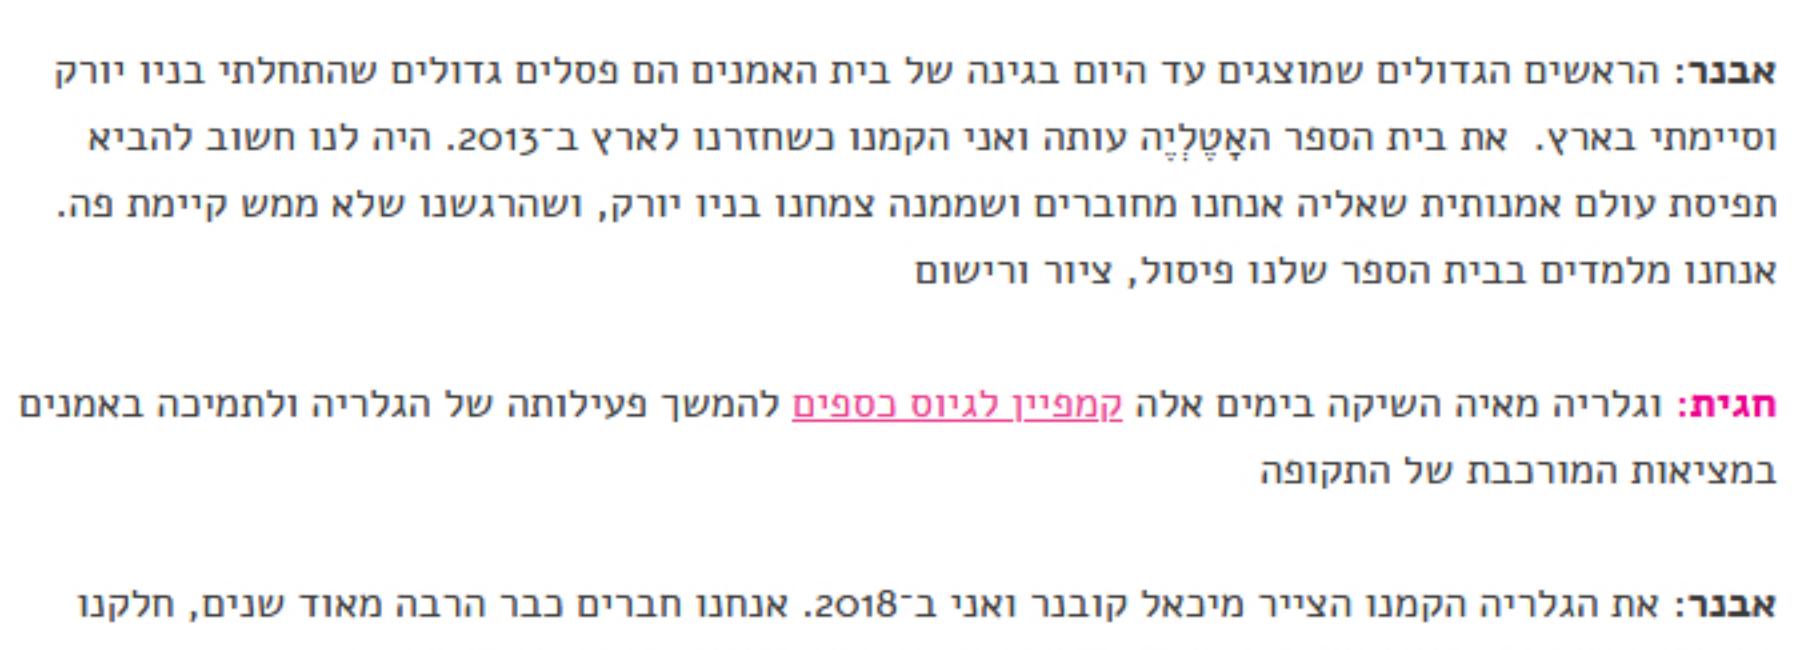 אבנר: הראשים הגדולים שמוצגים עד היום בגינה של בית האמנים הם פסלים גדולים שהתחלתי בניו יורק
וסיימתי בארץ.  את בית הספר האָטֶלְיֶה עותה ואני הקמנו כשחזרנו לארץ ב־2013. היה לנו חשוב להביא
תפיסת עולם אמנותית שאליה אנחנו מחוברים ושממנה צמחנו בניו יורק, ושהרגשנו שלא ממש קיימת פה.
אנחנו מלמדים בבית הספר שלנו פיסול, ציור ורישום
חגית: וגלריה מאיה השיקה בימים אלה קמפיין לגיוס כספים להמשך פעילותה של הגלריה ולתמיכה באמנים
במציאות המורכבת של התקופה
אבנר: את הגלריה הקמנו הצייר מיכאל קובנר ואני ב־2018. אנחנו חברים כבר הרבה מאוד שנים, חלקנו